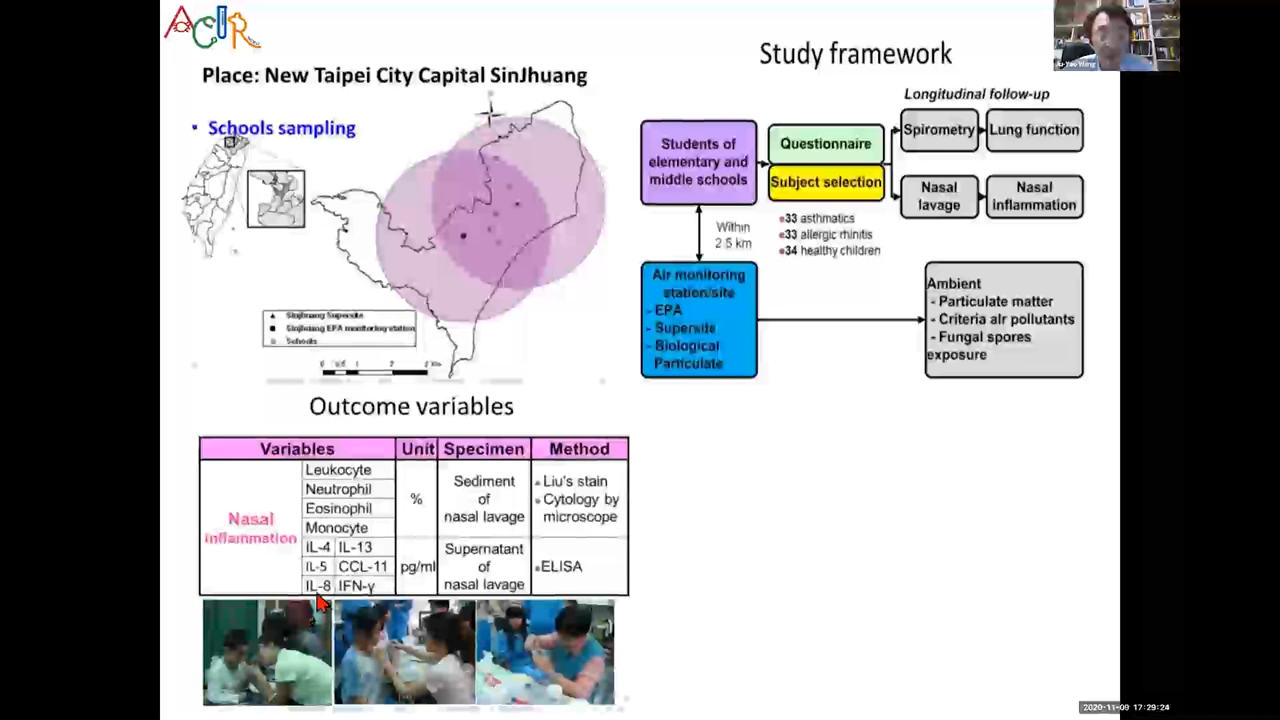 ACIR
Place: New Taipei City Capital SinJhuang
• Schools sampling
▲ Sinjhuang Supersite
■ Sinjhuang EPA monitoring station
Schools
Study framework
Longitudinal follow-up
Students of
elementary and
middle schools
Questionnaire
Subject selection
Spirometry
Lung function
Nasal
lavage
Nasal
inflammation
Within
2.5 km
•33 asthmatics
•33 allergic rhinitis
•34 healthy children
Air monitoring
station/site
- EPA
- Supersite
- Biological
Particulate
Ambient
- Particulate matter
- Criteria air pollutants
- Fungal spores
exposure
Outcome variables
Variables Unit Specimen Method
Nasal
inflammation
Leukocyte
Neutrophil
Eosinophil
Monocyte
%
Sediment
of
nasal lavage
Liu's stain
Cytology by
microscope
IL-4 IL-13
IL-5 CCL-11
IL-8 IFN-γ
pg/ml
Supernatant
of
nasal lavage
ELISA
2020-11-09 17:29:24